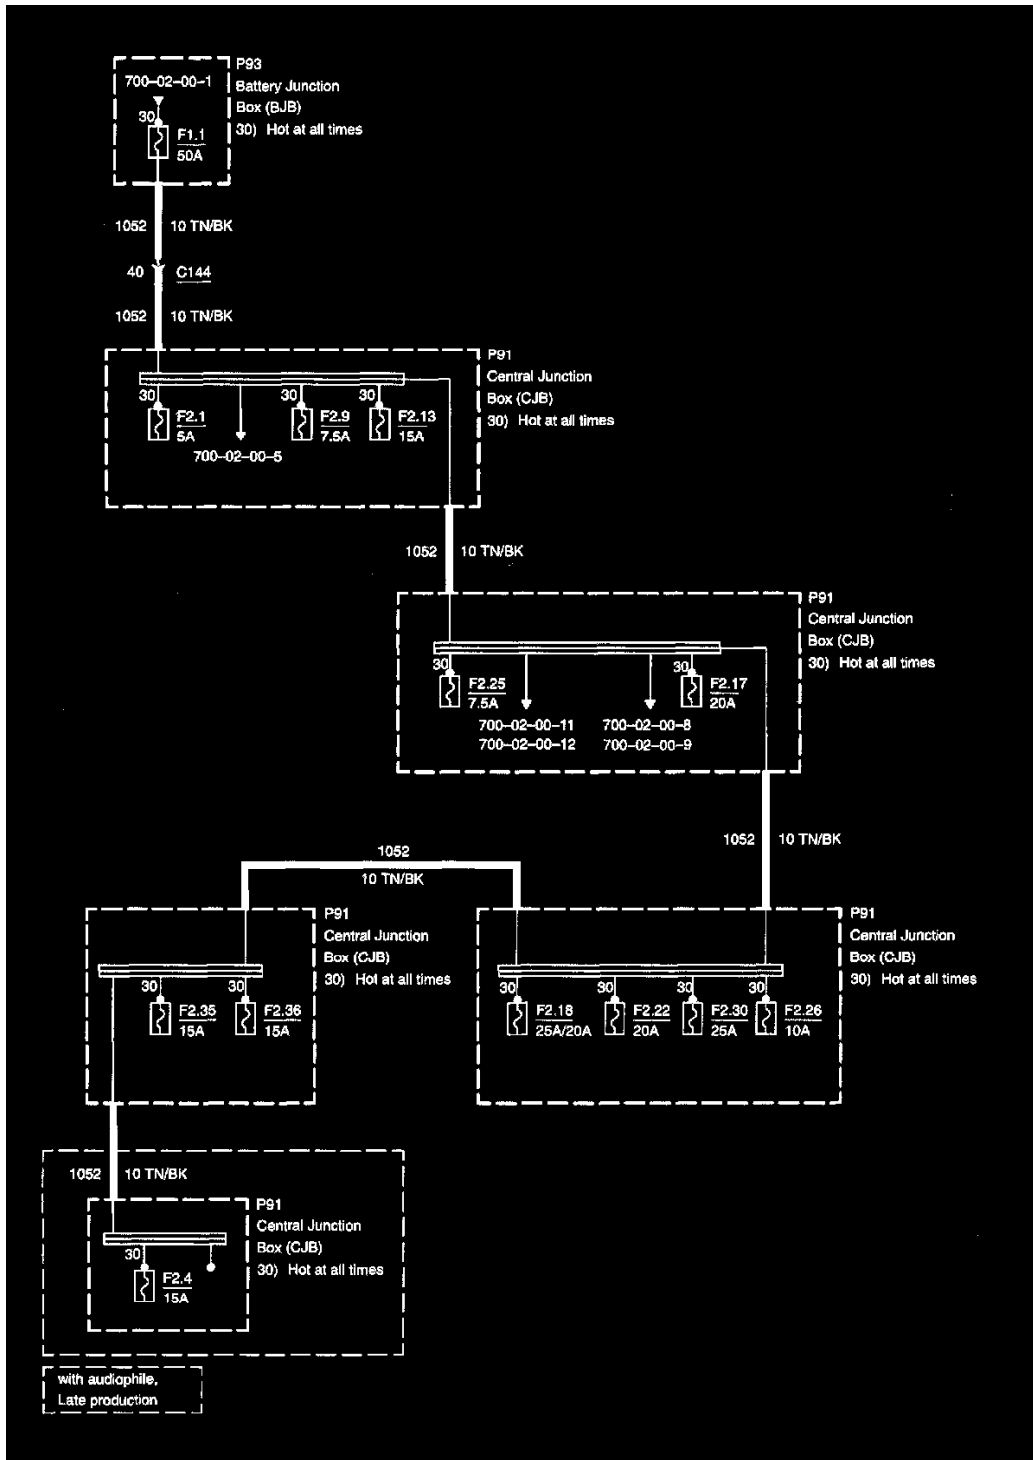 P93
700-02-00-1
Battery Junction
Box (BJB)
30) Hot at all times
30
F1.1
50A
1052 10 TN/BK
40 C144
1052 10 TN/BK
P91
Central Junction
Box (CJB)
30) Hot at all times
30
F2.1
5A
30
F2.9
7.5A
30
F2.13
15A
700-02-00-5
1052 10 TN/BK
P91
Central Junction
Box (CJB)
30) Hot at all times
30
F2.25
7.5A
30
F2.17
20A
700-02-00-11
700-02-00-12
700-02-00-8
700-02-00-9
1052 10 TN/BK
1052
10 TN/BK
P91
Central Junction
Box (CJB)
30) Hot at all times
30
F2.35
15A
30
F2.36
15A
P91
Central Junction
Box (CJB)
30) Hot at all times
30
F2.18
25A/20A
30
F2.22
20A
30
F2.30
25A
30
F2.26
10A
1052 10 TN/BK
P91
Central Junction
Box (CJB)
30) Hot at all times
30
F2.4
15A
with audiophile,
Late production